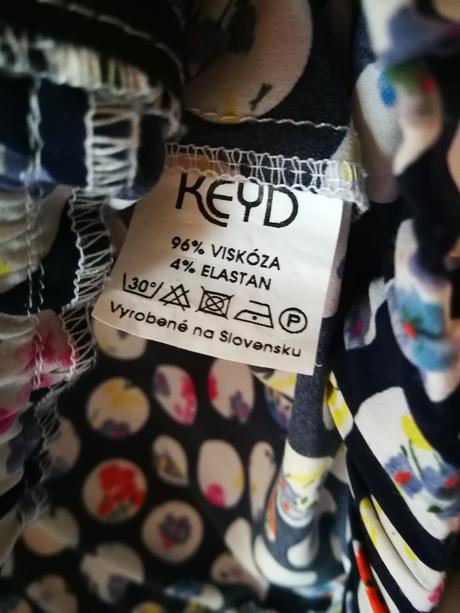 KEYD
96% VISKÓZA
4% ELASTAN
30° P
Vyrobené na Slovensku